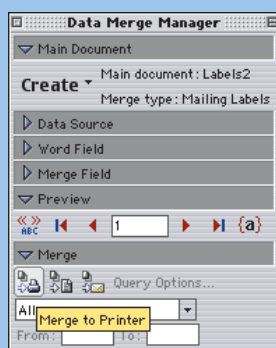 Data Merge Manager
Main Document
Create
Main document: Labels2
Merge type: Mailing Labels
Data Source
Word Field
Merge Field
Preview
«» ABC
1
{a}
Merge
Query Options...
All
Merge to Printer
From: To: